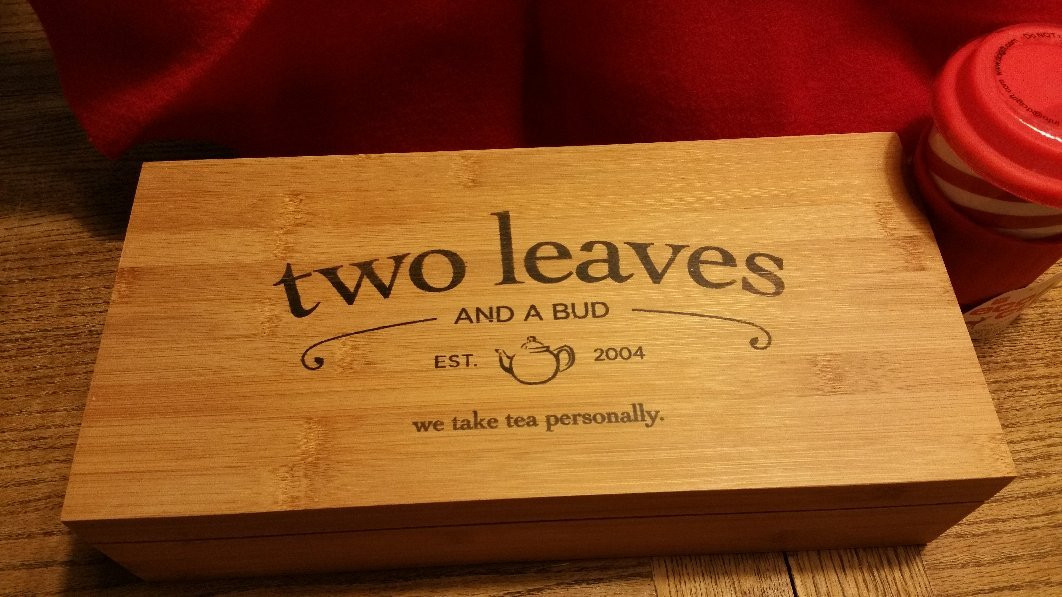 two leaves
AND A BUD
EST. 2004
we take tea personally.